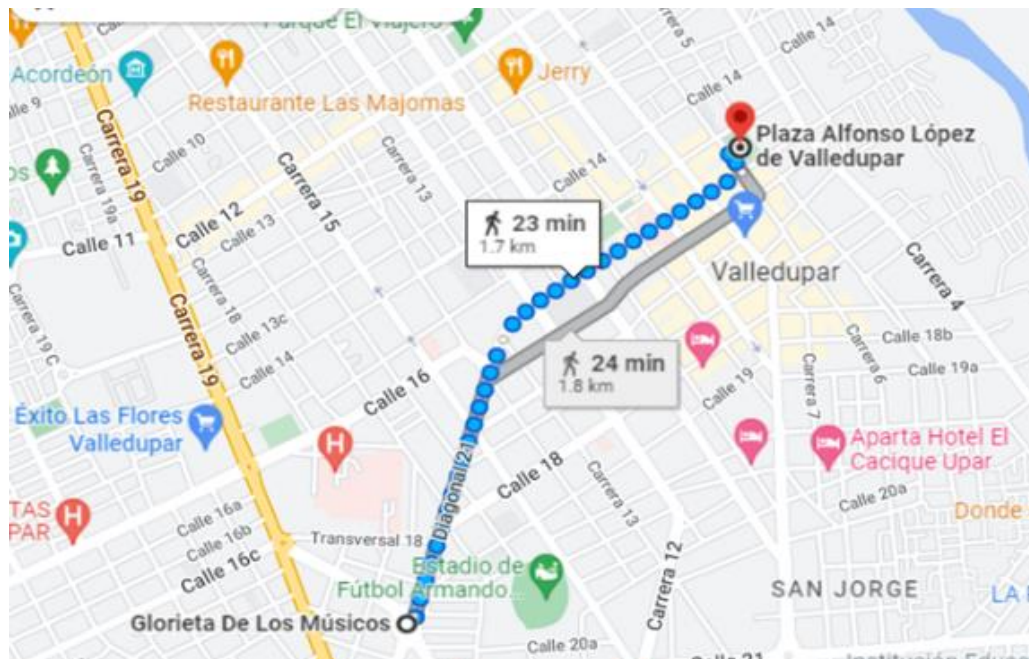 Parque El Viajero
Carrera 5
Calle 14
Acordeón
Jerry
Calle 14
Restaurante Las Majomas
Calle 9
Carrera 19
Plaza Alfonso López
de Valledupar
Calle 10
Carrera 13
Calle 14
Carrera 19a
Calle 12
Carrera 15
23 min
1.7 km
Calle 11
Calle 13
Valledupar
Carrera 4
Carrera 18
Carrera 19
Carrera 19 C
Calle 13c
Calle 14
Calle 18b
24 min
1.8 km
Calle 19a
Calle 16
Carrera 6
Calle 19
Éxito Las Flores
Valledupar
Carrera 7
Aparta Hotel El
Cacique Upar
Diagonal 21
Calle 18
Calle 20a
Carrera 13
TAS
PAR
Calle 16a
Donde
Calle 16b
Transversal 18
Calle 16c
Estadio de
Fútbol Armando...
Carrera 12
SAN JORGE
Glorieta De Los Músicos
Calle 20a